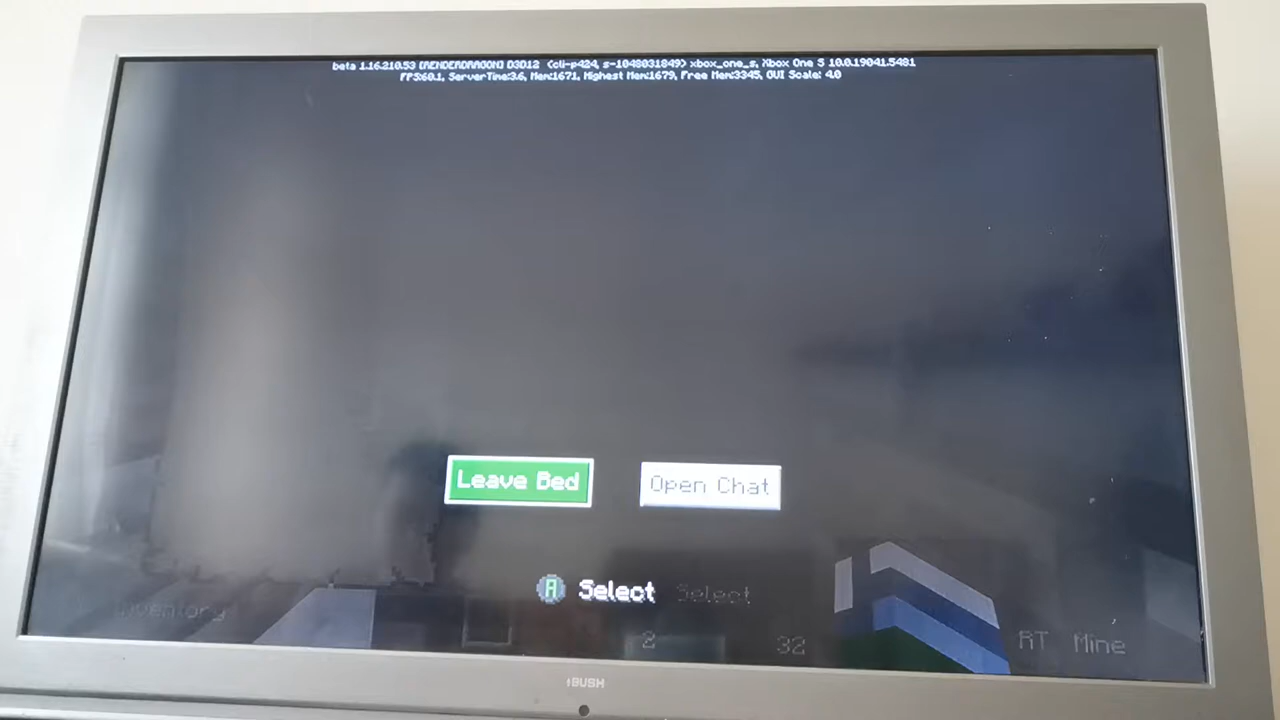 beta 1.16.210.53 [RENDERDRAGON] D3D12 (cli-p424, s-1048031849) xbox_one_s, Xbox One S 10.0.19041.5481
FPS:60.1, ServerTime:3.6, Mem:1671, Highest Mem:1679, Free Mem:3345, GUI Scale: 4.0
Leave Bed
Open Chat
A Select Select
Inventory
2 32 RT Mine
BUSH